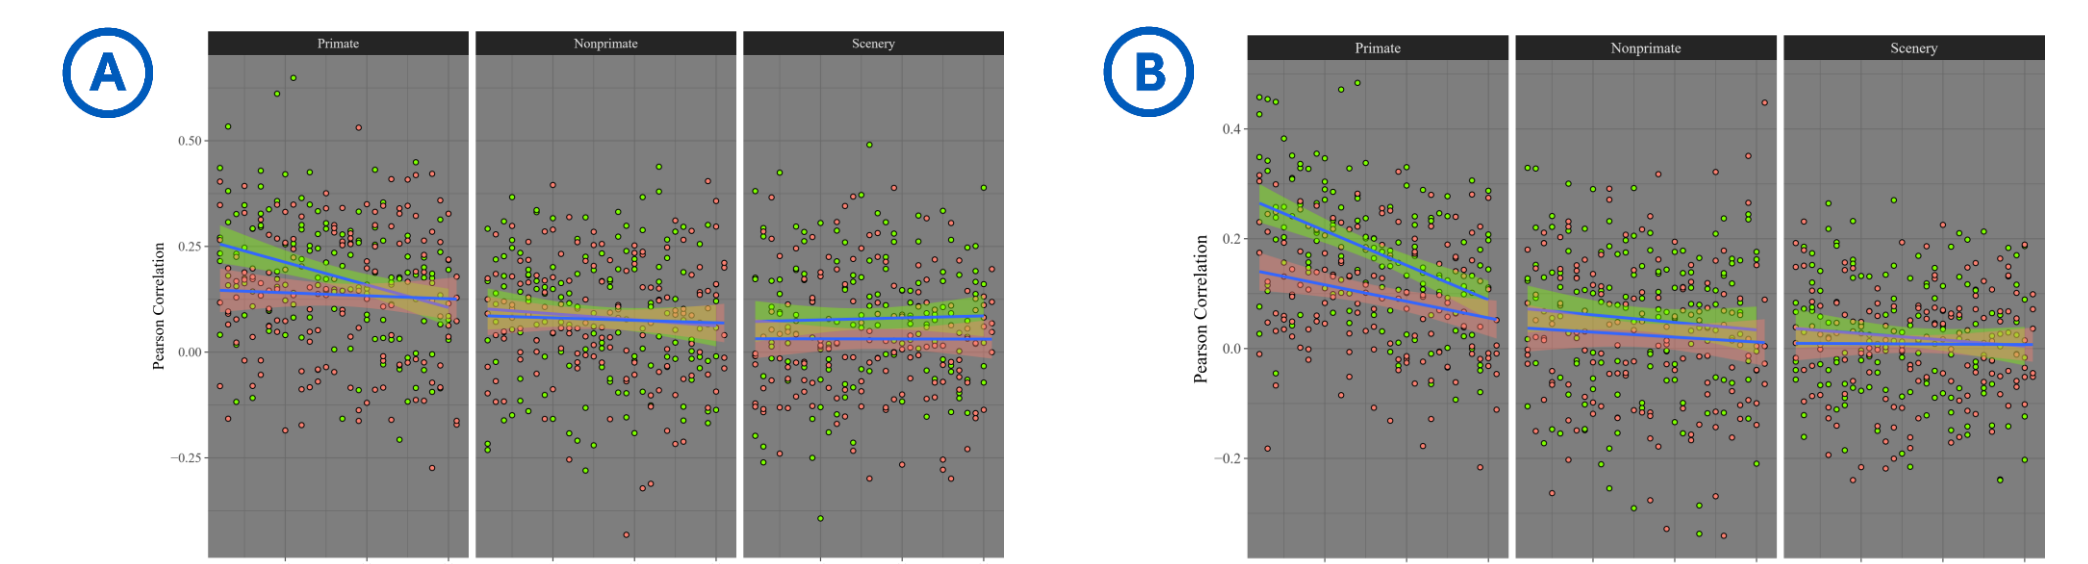 A
Primate
Nonprimate
Scenery
Pearson Correlation
0.50
0.25
0.00
−0.25
B
Primate
Nonprimate
Scenery
Pearson Correlation
0.4
0.2
0.0
−0.2